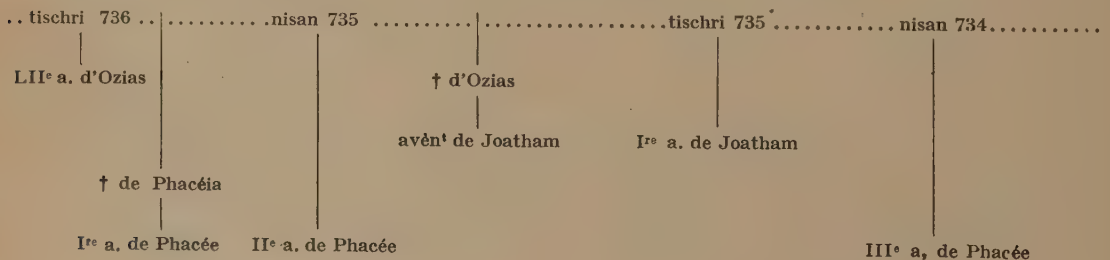 .. tischri 736 ..|.............nisan 735 ..............|......................tischri 735.............. nisan 734.............
LIIe a. d'Ozias † d'Ozias
avènt de Joatham Ire a. de Joatham
† de Phacéia
Ire a. de Phacée IIe a. de Phacée IIIe a, de Phacée